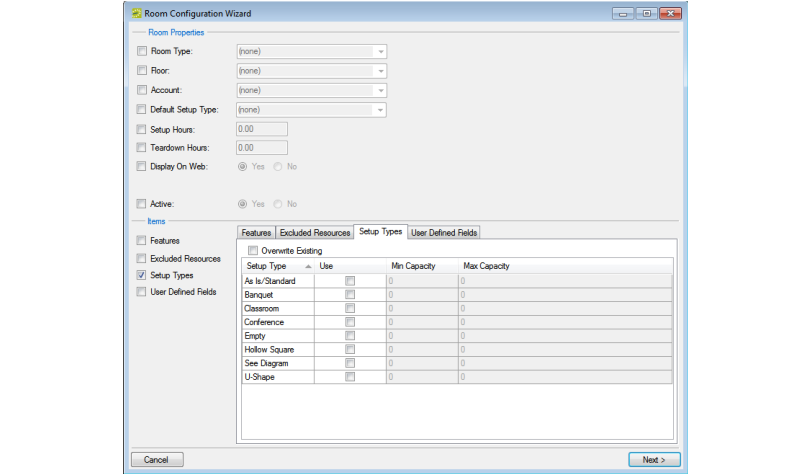 Room Configuration Wizard
Room Properties
Room Type: (none)
Floor: (none)
Account: (none)
Default Setup Type: (none)
Setup Hours: 0.00
Teardown Hours: 0.00
Display On Web: Yes No
Active: Yes No
Items
Features Excluded Resources Setup Types User Defined Fields
Features
Excluded Resources
Setup Types
User Defined Fields
Overwrite Existing
Setup Type Use Min Capacity Max Capacity
As Is/Standard 0 0
Banquet 0 0
Classroom 0 0
Conference 0 0
Empty 0 0
Hollow Square 0 0
See Diagram 0 0
U-Shape 0 0
Cancel Next >